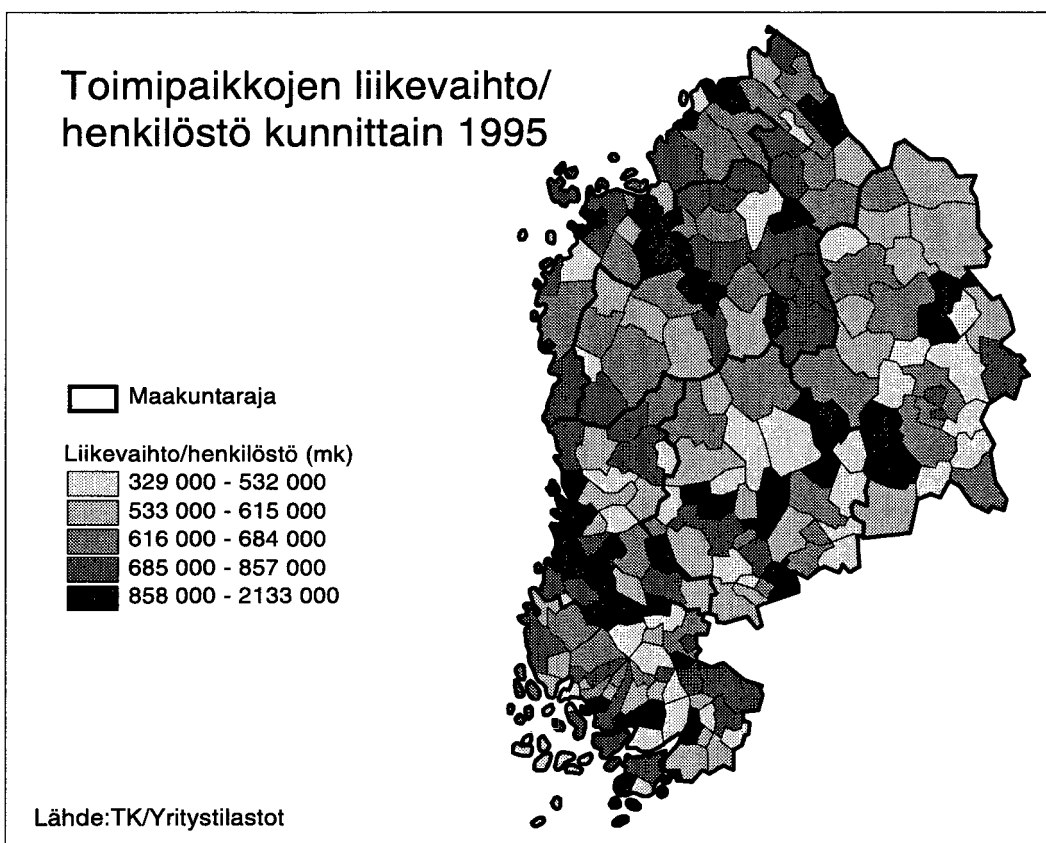 Toimipaikkojen liikevaihto/
henkilöstö kunnittain 1995
Maakuntaraja
Liikevaihto/henkilöstö (mk)
329 000 - 532 000
533 000 - 615 000
616 000 - 684 000
685 000 - 857 000
858 000 - 2133 000
Lähde:TK/Yritystilastot